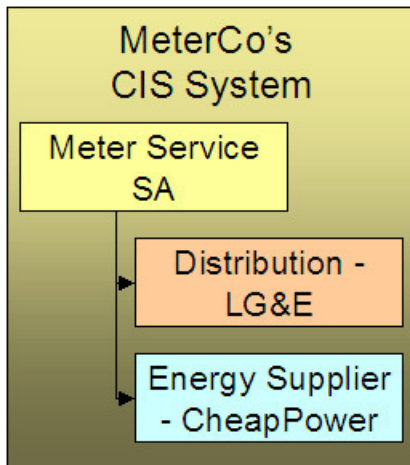 MeterCo’s
CIS System
Meter Service
SA
Distribution -
LG&E
Energy Supplier
- CheapPower